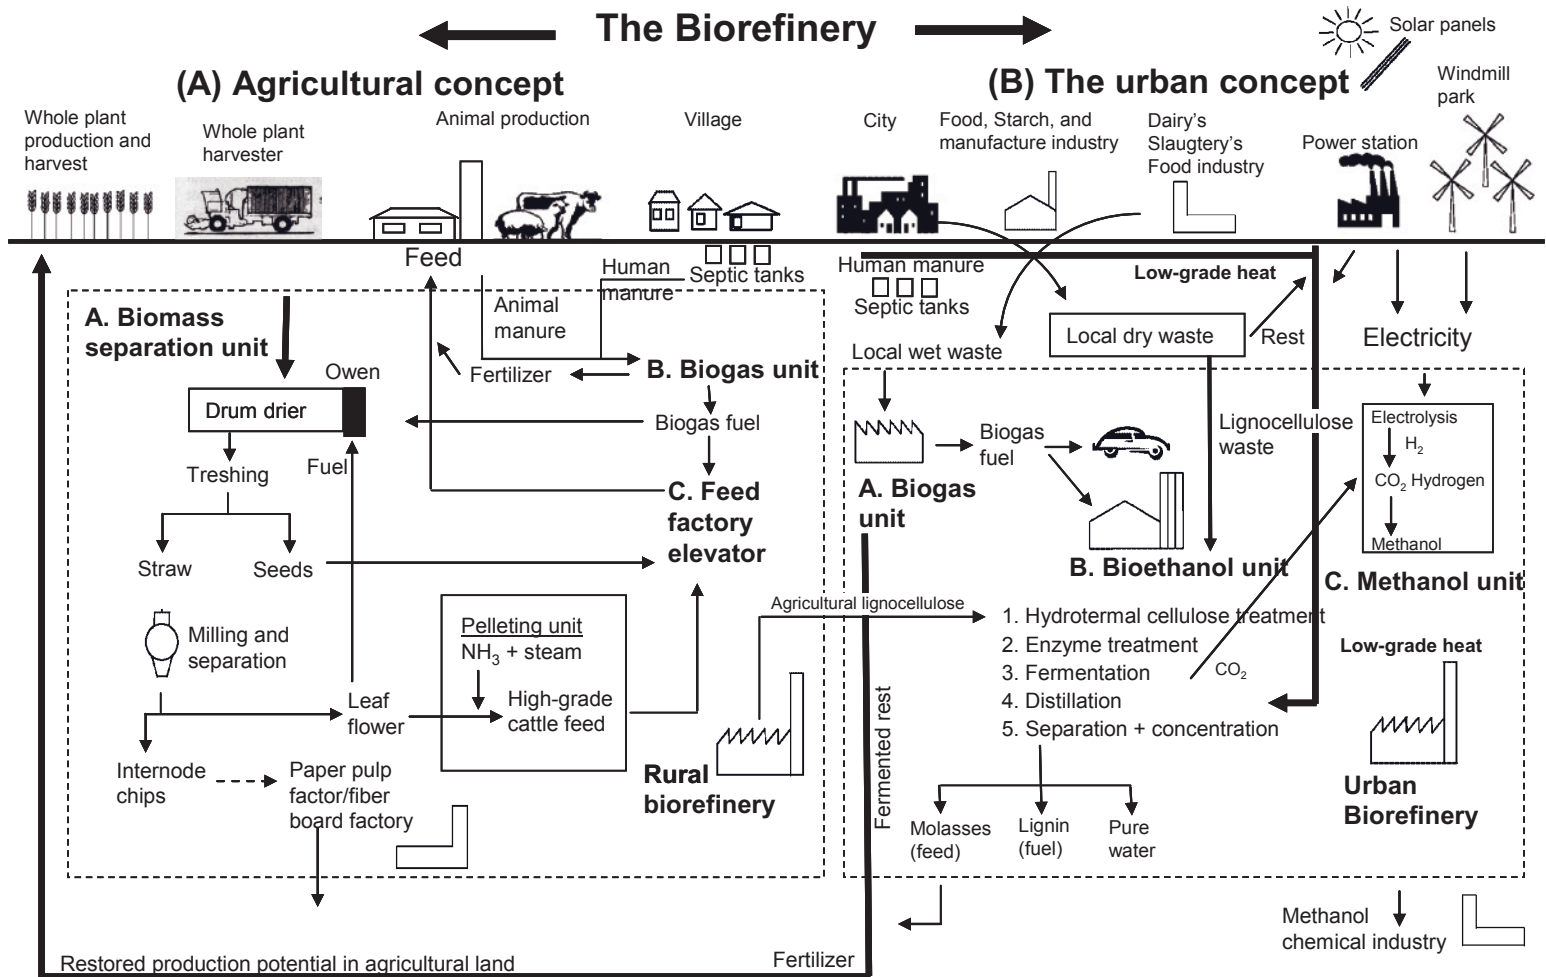 The Biorefinery
(A) Agricultural concept
(B) The urban concept
Solar panels
Windmill
park
Whole plant
production and
harvest
Whole plant
harvester
Animal production
Village
City
Food, Starch, and
manufacture industry
Dairy's
Slaugtery's
Food industry
Power station
Feed
Human
manure
Septic tanks
Animal
manure
A. Biomass
separation unit
Owen
Drum drier
Fertilizer
B. Biogas unit
Biogas fuel
Treshing
Fuel
C. Feed
factory
elevator
Straw
Seeds
Milling and
separation
Pelleting unit
NH3 + steam
High-grade
cattle feed
Leaf
flower
Internode
chips
Paper pulp
factor/fiber
board factory
Rural
biorefinery
Agricultural lignocellulose
Human manure
Septic tanks
Low-grade heat
Local dry waste
Rest
Electricity
Local wet waste
Biogas
fuel
Lignocellulose
waste
A. Biogas
unit
B. Bioethanol unit
Electrolysis
H2
CO2 Hydrogen
Methanol
C. Methanol unit
1. Hydrotermal cellulose treatment
2. Enzyme treatment
3. Fermentation
4. Distillation
5. Separation + concentration
CO2
Low-grade heat
Urban
Biorefinery
Fermented rest
Molasses
(feed)
Lignin
(fuel)
Pure
water
Methanol
chemical industry
Restored production potential in agricultural land
Fertilizer